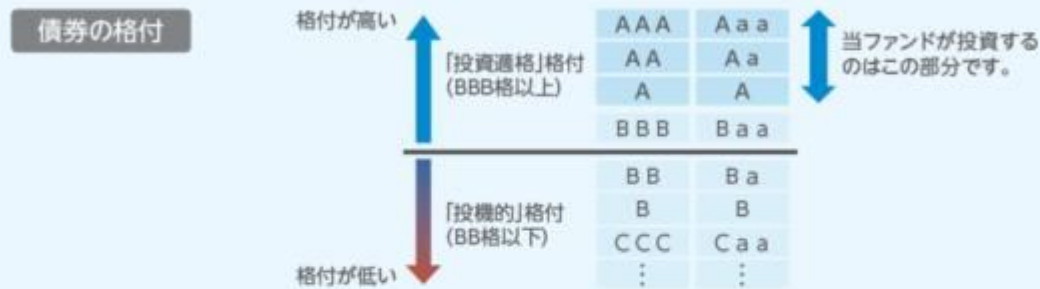 債券の格付
格付が高い
「投資適格」格付
(BBB格以上)
AAA Aaa
AA Aa
A A
BBB Baa
当ファンドが投資する
のはこの部分です。
「投機的」格付
(BB格以下)
BB Ba
B B
CCC Caa
⋮ ⋮
格付が低い